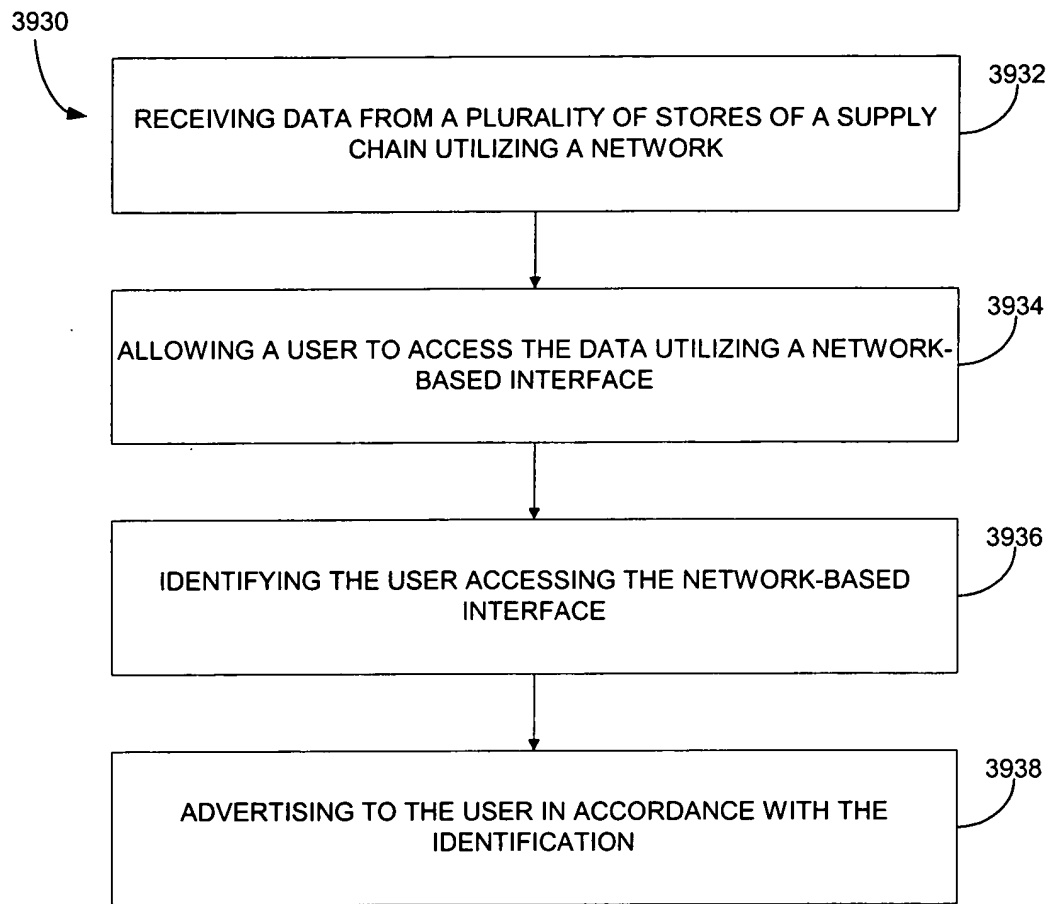 3930
3932
RECEIVING DATA FROM A PLURALITY OF STORES OF A SUPPLY
CHAIN UTILIZING A NETWORK
3934
ALLOWING A USER TO ACCESS THE DATA UTILIZING A NETWORK-
BASED INTERFACE
3936
IDENTIFYING THE USER ACCESSING THE NETWORK-BASED
INTERFACE
3938
ADVERTISING TO THE USER IN ACCORDANCE WITH THE
IDENTIFICATION